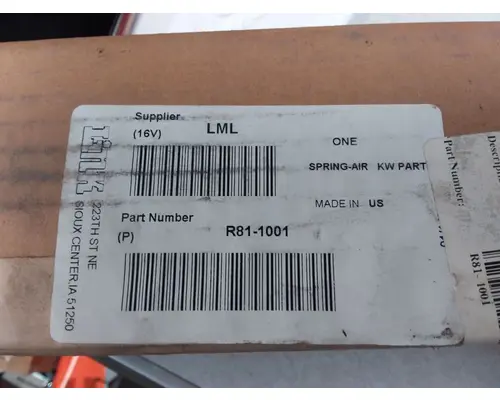 Supplier
(16V)
LML
ONE
SPRING-AIR KW PART
MADE IN US
Part Number
(P)
R81-1001
223TH ST NE
SIOUX CENTER.IA 51250
Part Number:
R81- 1001